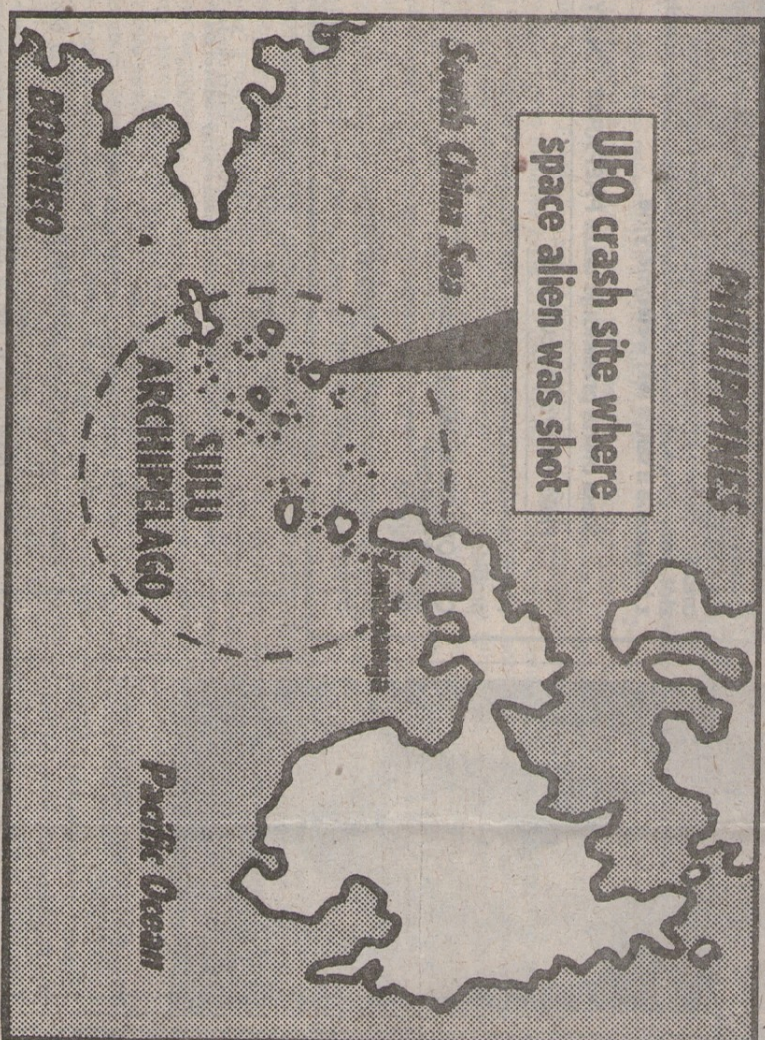 PHILIPPINES
UFO crash site where
space alien was shot
South China Sea
Zamboanga
SULU
ARCHIPELAGO
BORNEO
Pacific Ocean